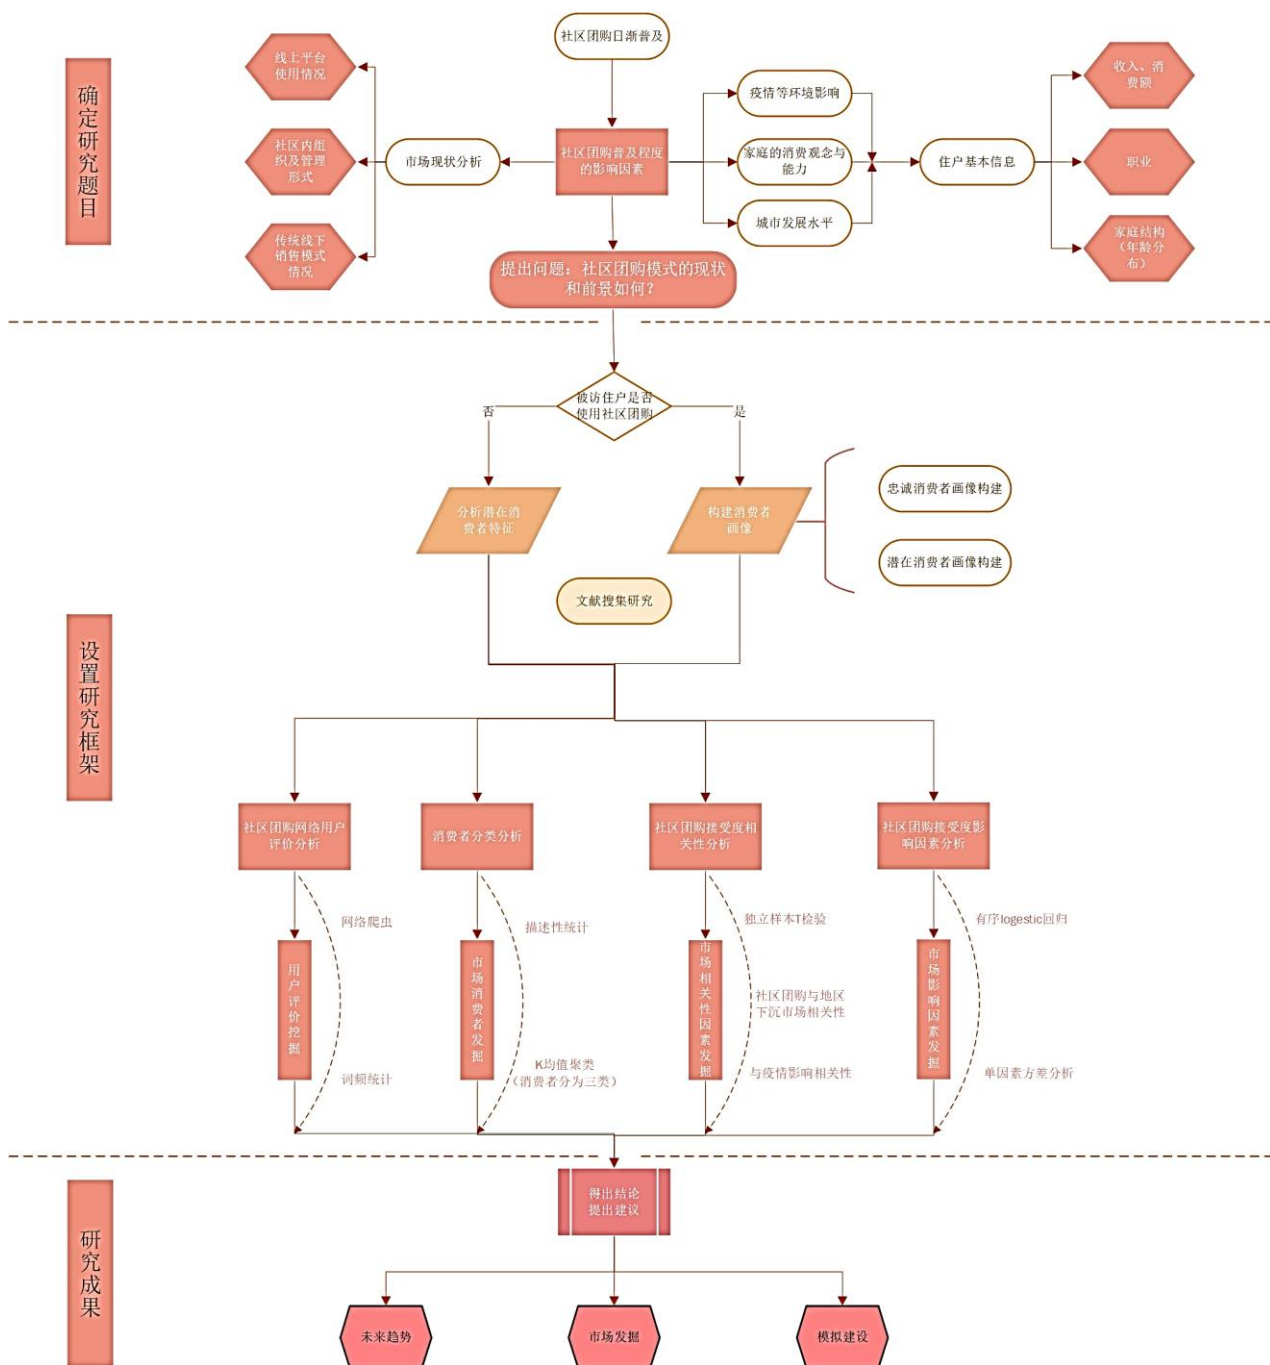 确定研究题目
社区团购日渐普及
线上平台
使用情况
社区内组
织及管理
形式
传统线下
销售模式
情况
市场现状分析
社区团购普及程度
的影响因素
疫情等环境影响
家庭的消费观念与
能力
城市发展水平
住户基本信息
收入、消
费额
职业
家庭结构
(年龄分
布)
提出问题：社区团购模式的现状
和前景如何？
设置研究框架
被访住户是否
使用社区团购
否
是
分析潜在消
费者特征
构建消费者
画像
忠诚消费者画像构建
潜在消费者画像构建
文献搜集研究
社区团购网络用户
评价分析
消费者分类分析
社区团购接受度相
关性分析
社区团购接受度影
响因素分析
网络爬虫
描述性统计
独立样本T检验
有序logestic回归
用户评价挖掘
市场消费者发掘
市场相关性因素发掘
市场影响因素发掘
社区团购与地区
下沉市场相关性
词频统计
K均值聚类
(消费者分为三类)
与疫情影响相关性
单因素方差分析
研究成果
得出结论
提出建议
未来趋势
市场发掘
模拟建设